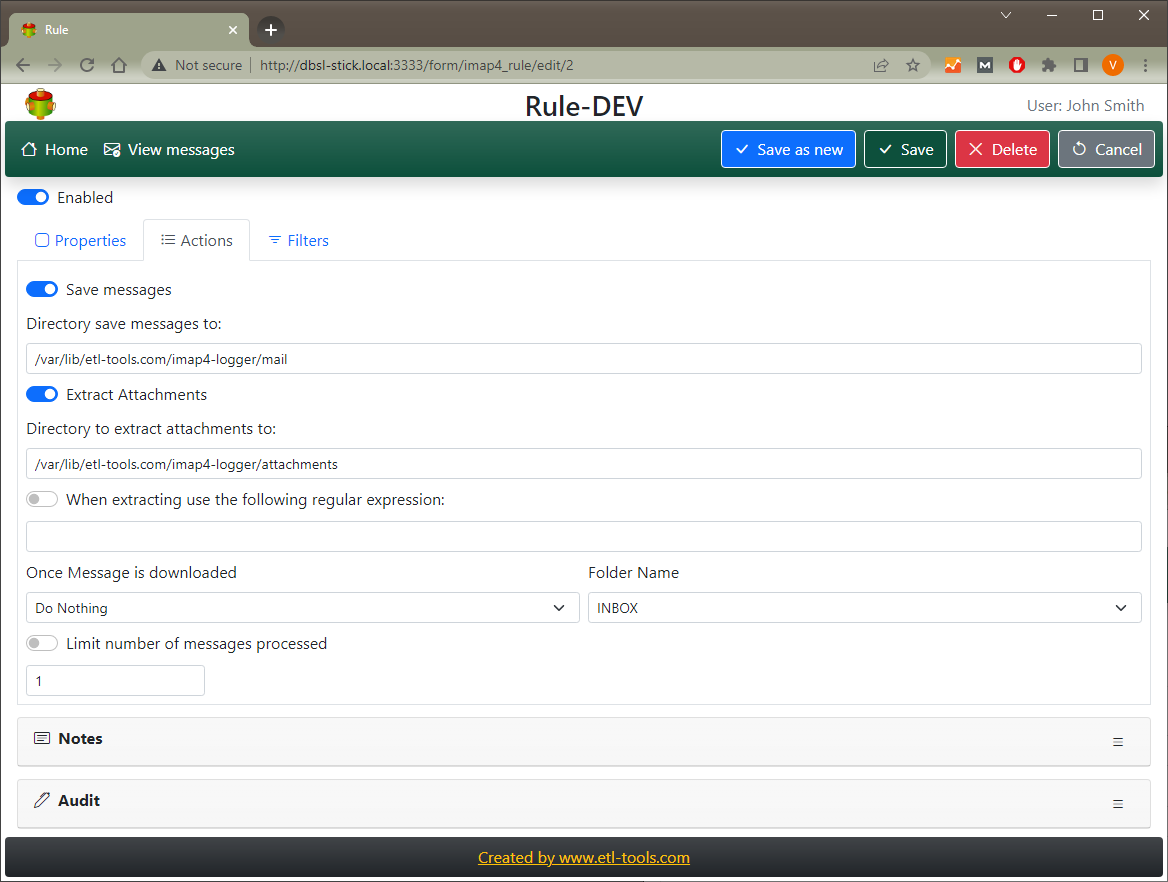 Rule
Not secure http://dbsl-stick.local:3333/form/imap4_rule/edit/2
M
V
Rule-DEV
User: John Smith
Home View messages Save as new Save Delete Cancel
Enabled
Properties Actions Filters
Save messages
Directory save messages to:
/var/lib/etl-tools.com/imap4-logger/mail
Extract Attachments
Directory to extract attachments to:
/var/lib/etl-tools.com/imap4-logger/attachments
When extracting use the following regular expression:
Once Message is downloaded Folder Name
Do Nothing INBOX
Limit number of messages processed
1
Notes
Audit
Created by www.etl-tools.com